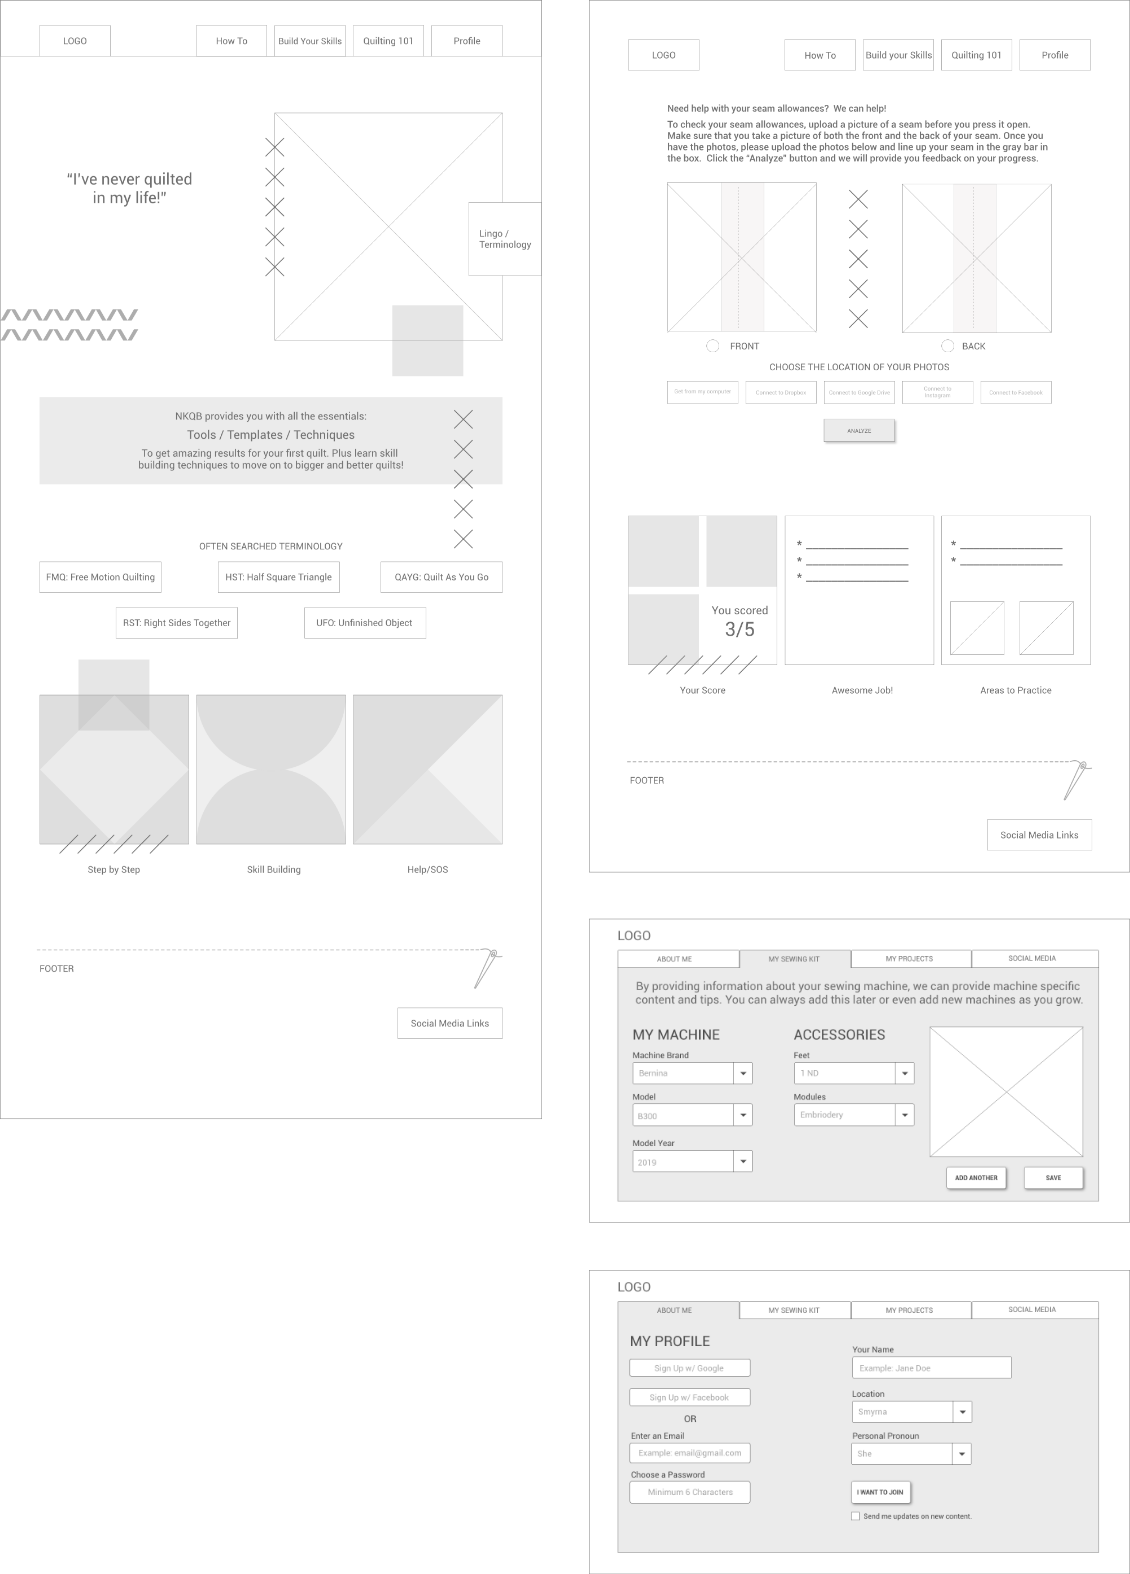 LOGO
How To
Build Your Skills
Quilting 101
Profile
“I’ve never quilted
in my life!”
Lingo /
Terminology
NKQB provides you with all the essentials:
Tools / Templates / Techniques
To get amazing results for your first quilt. Plus learn skill
building techniques to move on to bigger and better quilts!
OFTEN SEARCHED TERMINOLOGY
FMQ: Free Motion Quilting
HST: Half Square Triangle
QAYG: Quilt As You Go
RST: Right Sides Together
UFO: Unfinished Object
Step by Step
Skill Building
Help/SOS
FOOTER
Social Media Links
LOGO
How To
Build your Skills
Quilting 101
Profile
Need help with your seam allowances? We can help!
To check your seam allowances, upload a picture of a seam before you press it open.
Make sure that you take a picture of both the front and the back of your seam. Once you
have the photos, please upload the photos below and line up your seam in the gray bar in
the box. Click the “Analyze” button and we will provide you feedback on your progress.
FRONT
BACK
CHOOSE THE LOCATION OF YOUR PHOTOS
Get from my computer
Connect to Dropbox
Connect to Google Drive
Connect to
Instagram
Connect to Facebook
ANALYZE
You scored
3/5
*
*
*
*
*
Your Score
Awesome Job!
Areas to Practice
FOOTER
Social Media Links
LOGO
ABOUT ME
MY SEWING KIT
MY PROJECTS
SOCIAL MEDIA
By providing information about your sewing machine, we can provide machine specific
content and tips. You can always add this later or even add new machines as you grow.
MY MACHINE
Machine Brand
Bernina
Model
B300
Model Year
2019
ACCESSORIES
Feet
1 ND
Modules
Embriodery
ADD ANOTHER
SAVE
LOGO
ABOUT ME
MY SEWING KIT
MY PROJECTS
SOCIAL MEDIA
MY PROFILE
Sign Up w/ Google
Sign Up w/ Facebook
OR
Enter an Email
Example: email@gmail.com
Choose a Password
Minimum 6 Characters
Your Name
Example: Jane Doe
Location
Smyrna
Personal Pronoun
She
I WANT TO JOIN
Send me updates on new content.